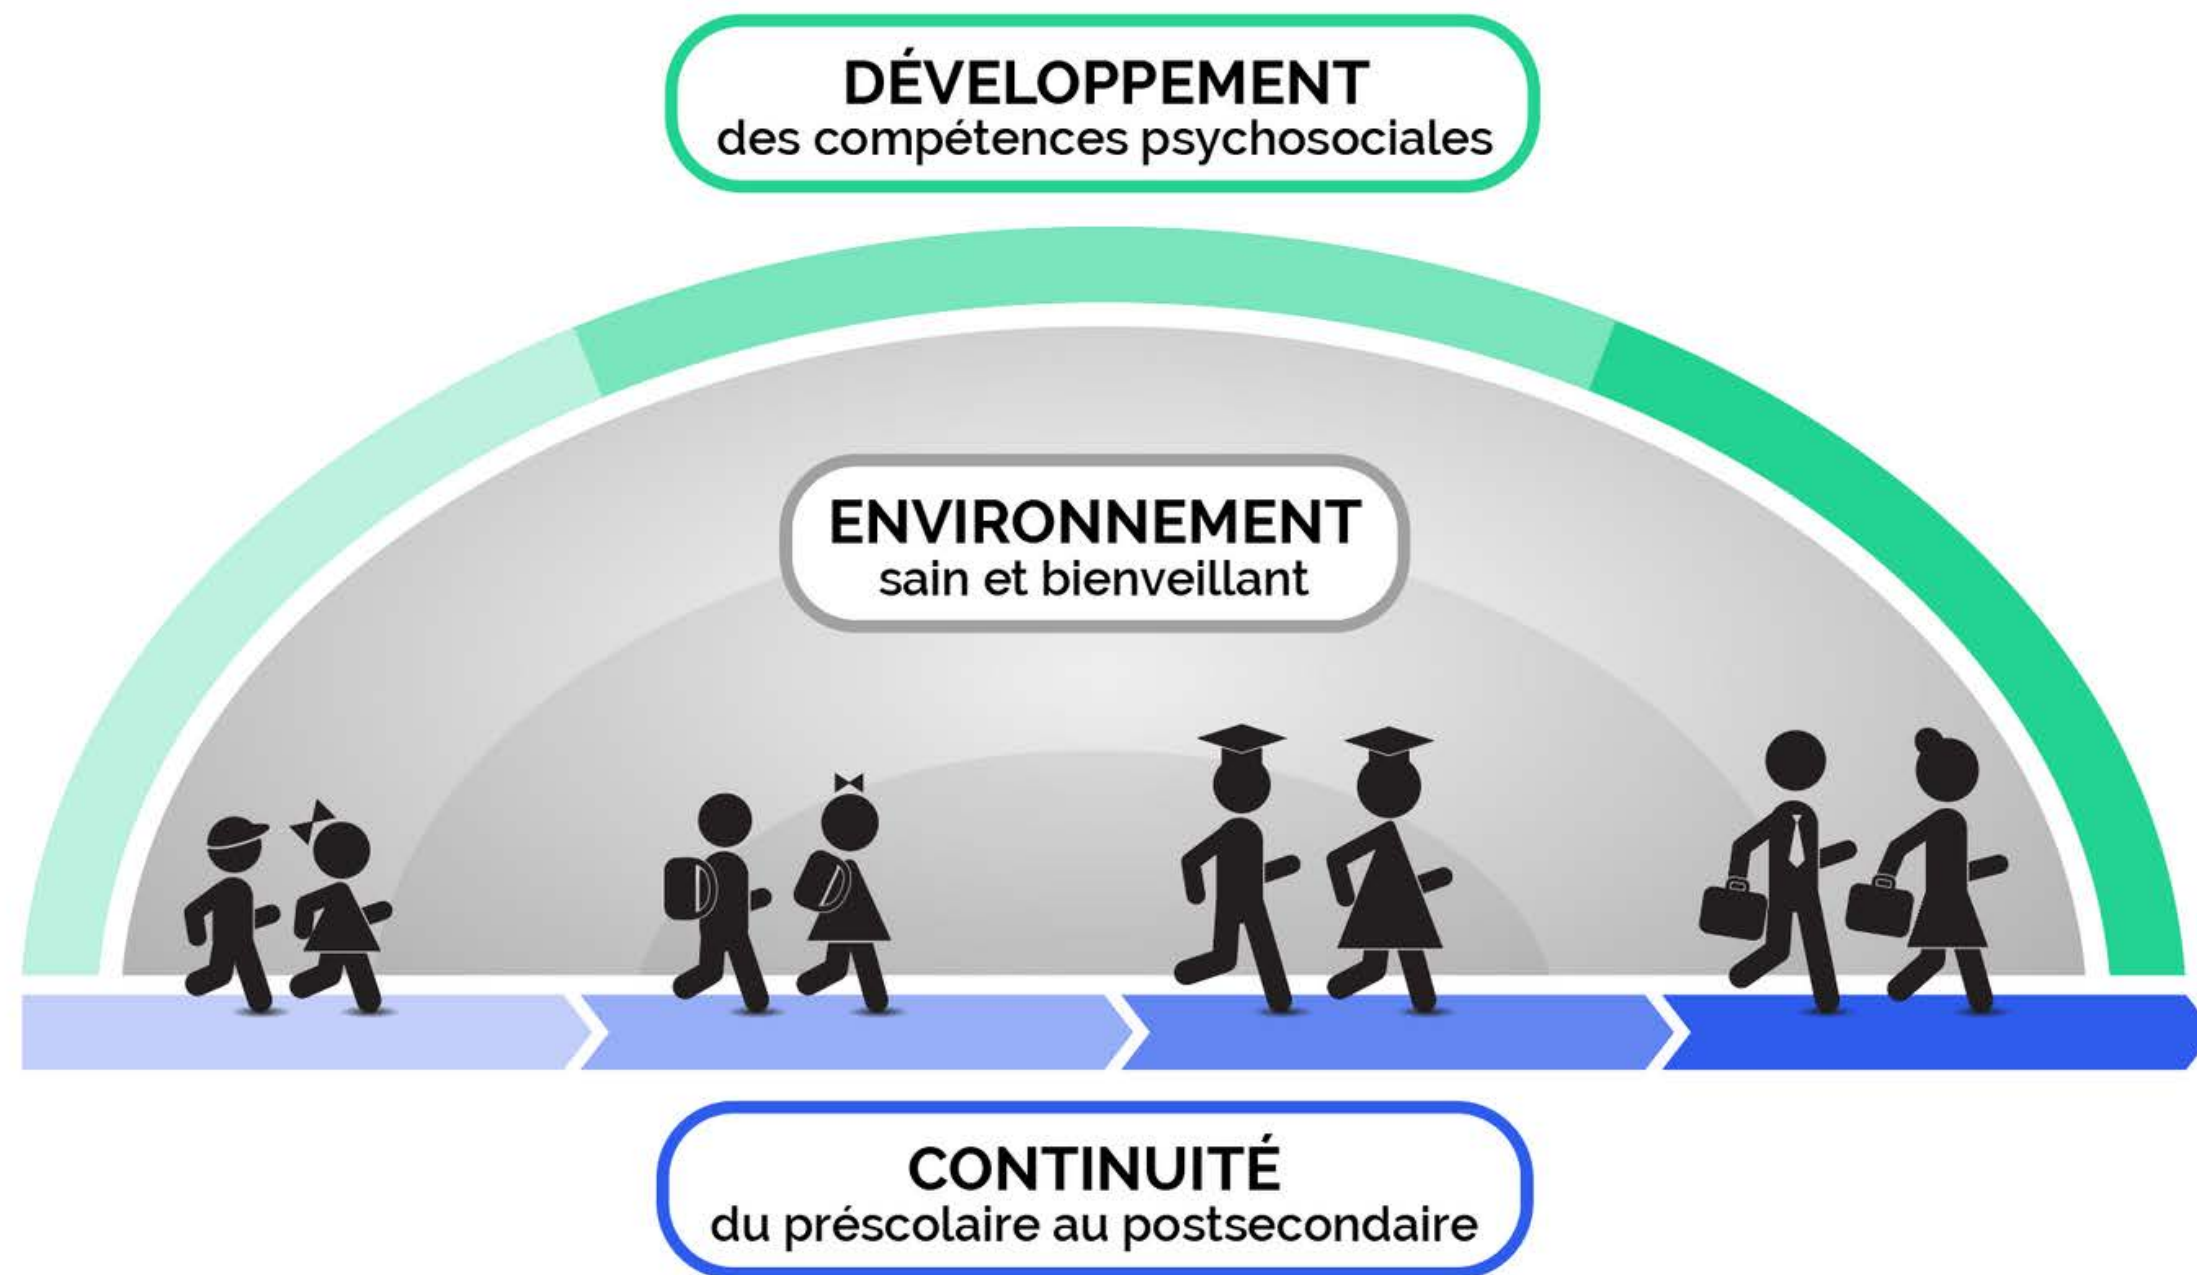 DÉVELOPPEMENT
des compétences psychosociales
ENVIRONNEMENT
sain et bienveillant
CONTINUITÉ
du préscolaire au postsecondaire